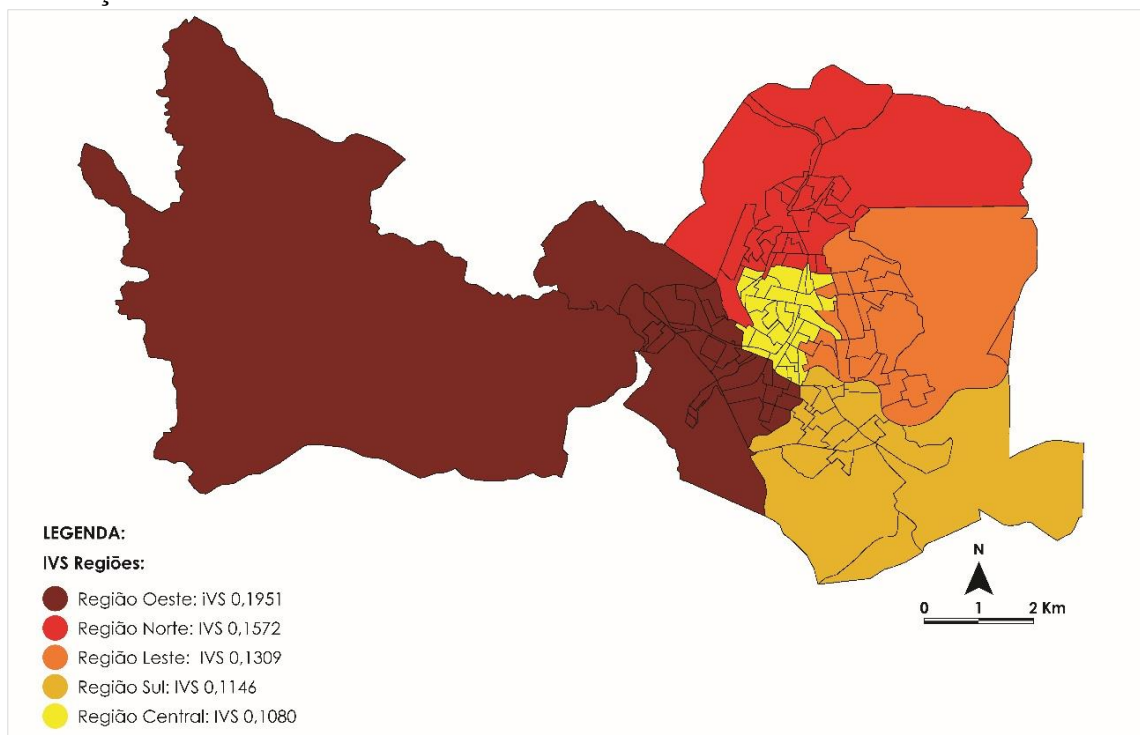 LEGENDA:
IVS Regiões:
Região Oeste: iVS 0,1951
Região Norte: IVS 0,1572
Região Leste: IVS 0,1309
Região Sul: IVS 0,1146
Região Central: IVS 0,1080
N
0 1 2 Km